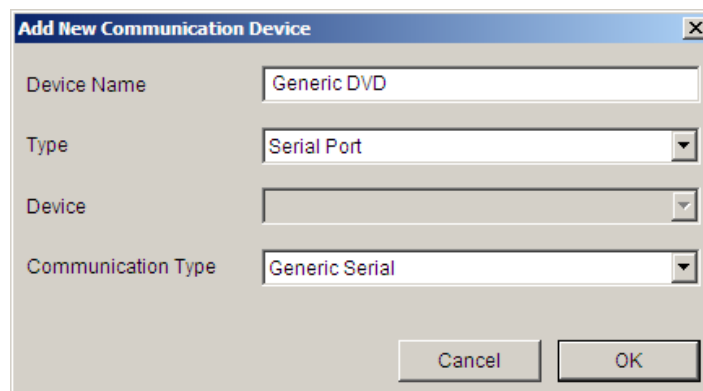 Add New Communication Device
Device Name Generic DVD
Type Serial Port
Device
Communication Type Generic Serial
Cancel OK